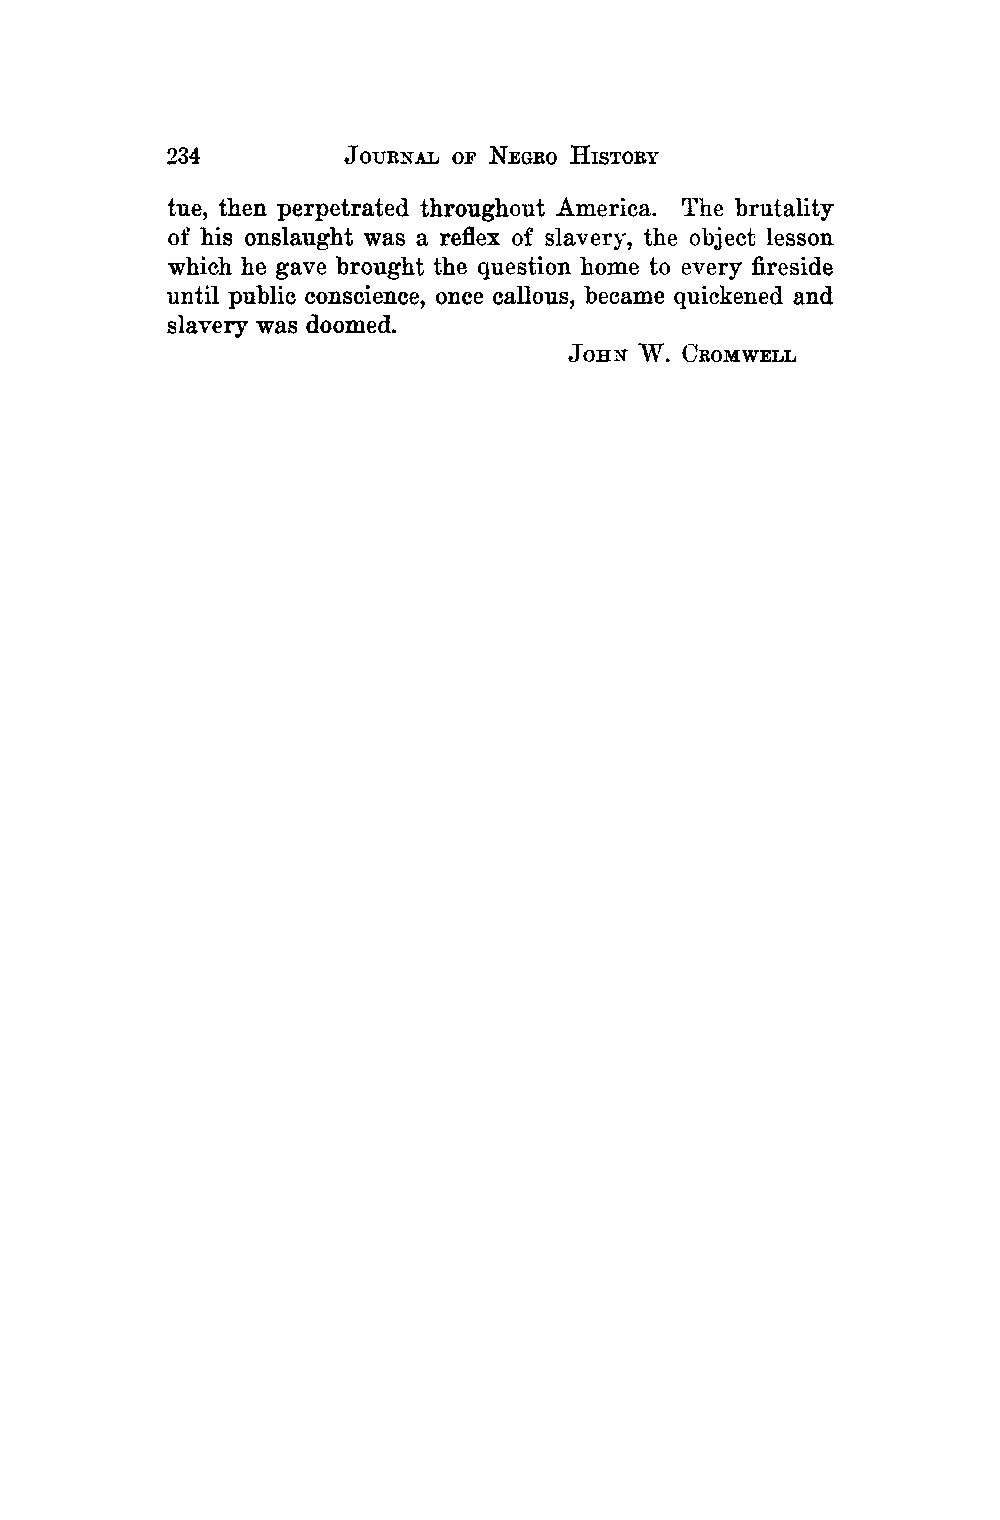 234 JOURNAL OF NEGRO HISTORY
tue, then perpetrated throughout America. The brutality
of his onslaught was a reflex of slavery, the object lesson
which he gave brought the question home to every fireside
until public conscience, once callous, became quickened and
slavery was doomed.
JOHN W. CROMWELL